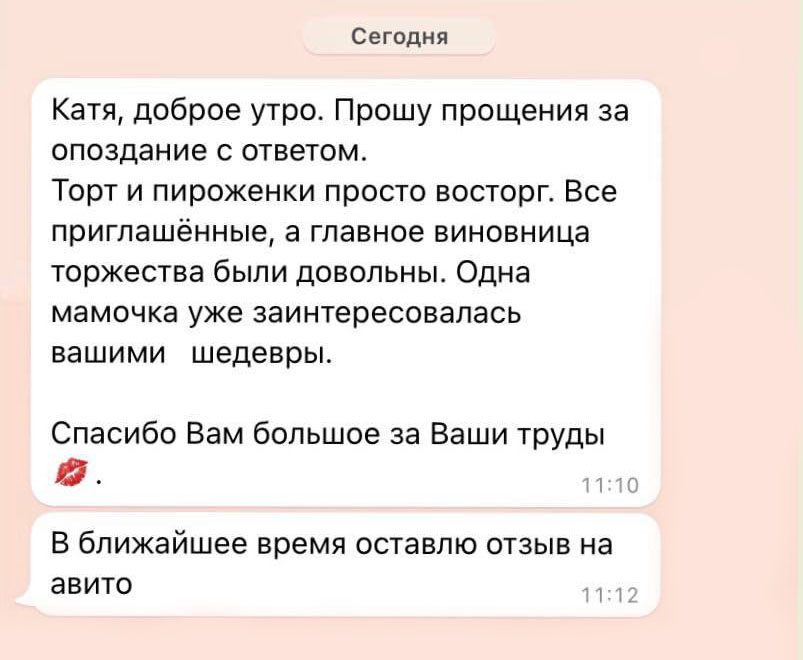 Сегодня
Катя, доброе утро. Прошу прощения за
опоздание с ответом.
Торт и пироженки просто восторг. Все
приглашённые, а главное виновница
торжества были довольны. Одна
мамочка уже заинтересовалась
вашими шедевры.
Спасибо Вам большое за Ваши труды
💋 .
11:10
В ближайшее время оставлю отзыв на
авито
11:12